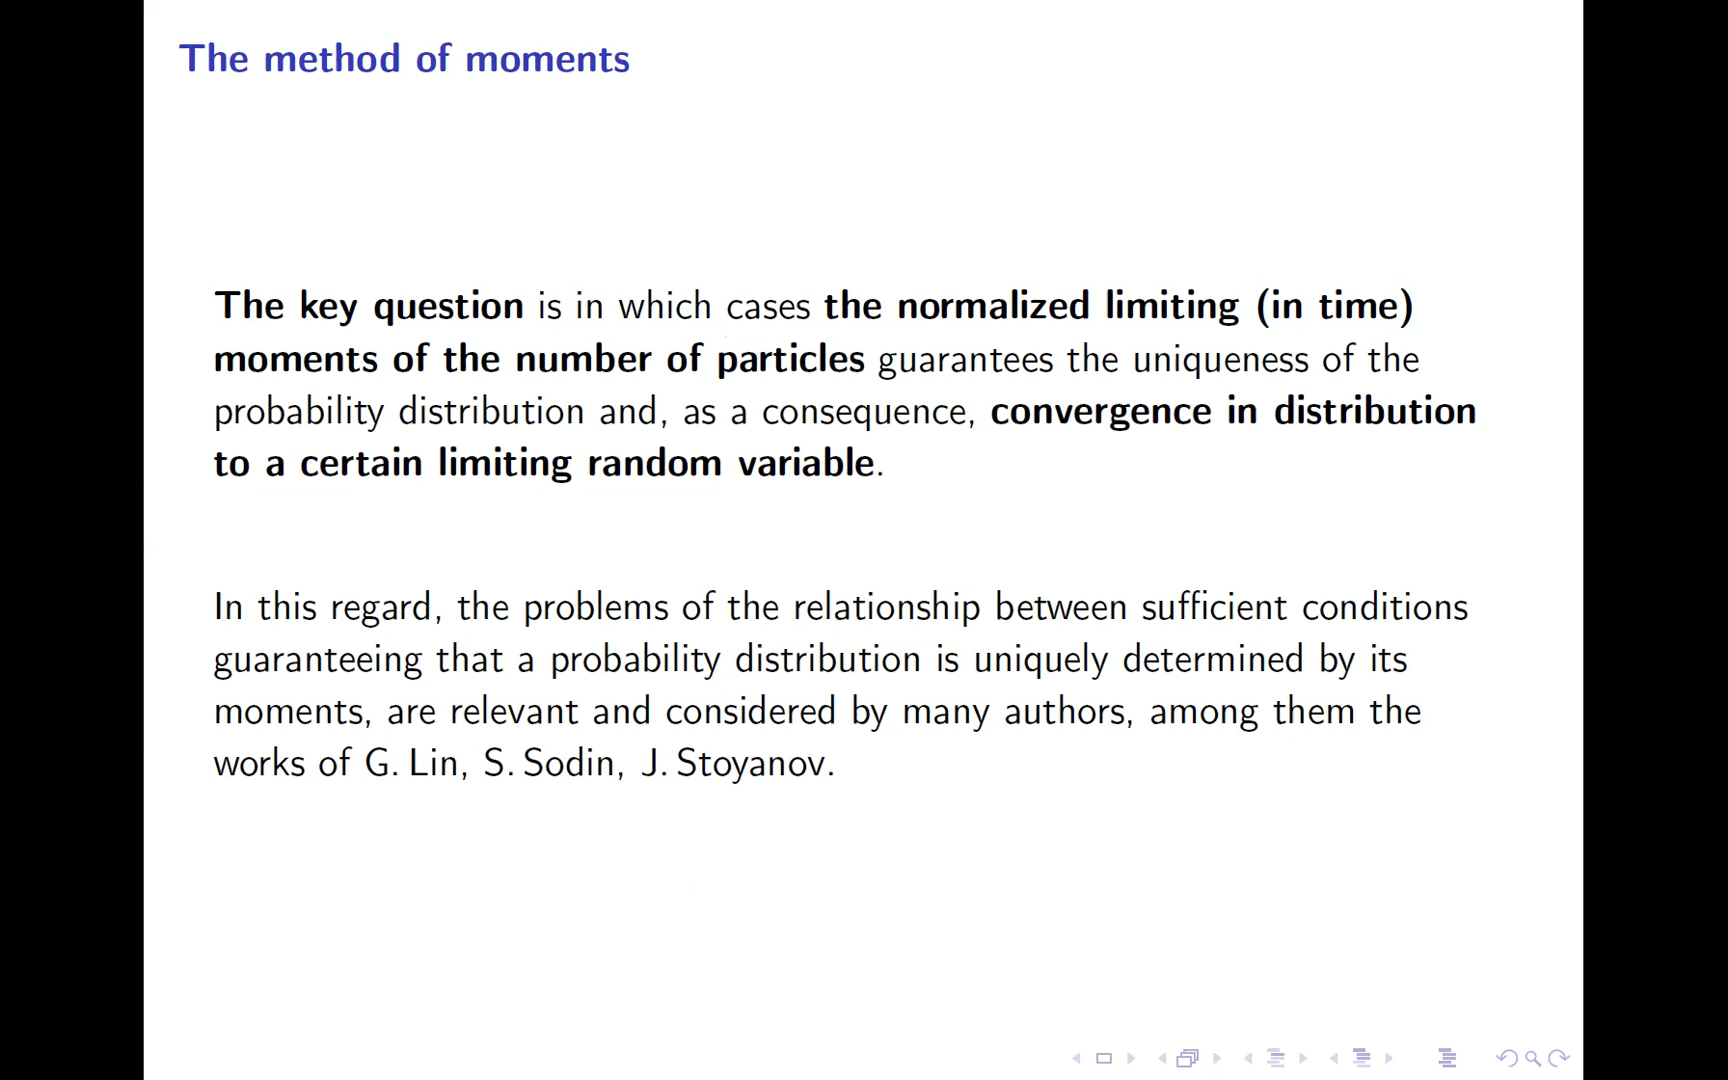 The method of moments
The key question is in which cases the normalized limiting (in time)
moments of the number of particles guarantees the uniqueness of the
probability distribution and, as a consequence, convergence in distribution
to a certain limiting random variable.
In this regard, the problems of the relationship between sufficient conditions
guaranteeing that a probability distribution is uniquely determined by its
moments, are relevant and considered by many authors, among them the
works of G. Lin, S. Sodin, J. Stoyanov.